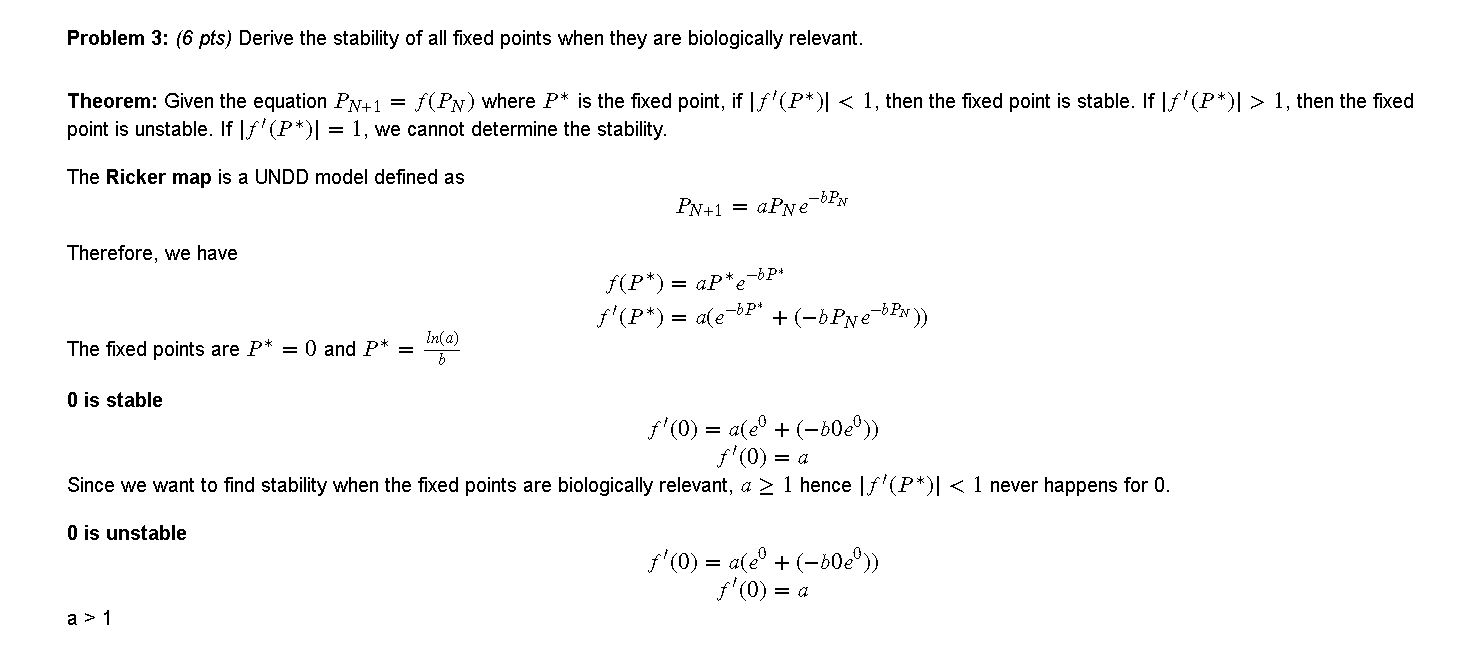 Problem 3: (6 pts) Derive the stability of all fixed points when they are biologically relevant.
Theorem: Given the equation $P_{N+1} = f(P_N)$ where $P^*$ is the fixed point, if $|f'(P^*)| < 1$, then the fixed point is stable. If $|f'(P^*)| > 1$, then the fixed
point is unstable. If $|f'(P^*)| = 1$, we cannot determine the stability.
The Ricker map is a UNDD model defined as
$P_{N+1} = aP_N e^{-bP_N}$
Therefore, we have
$f(P^*) = aP^* e^{-bP^*}$
$f'(P^*) = a(e^{-bP^*} + (-bP_N e^{-bP_N}))$
The fixed points are $P^* = 0$ and $P^* = \frac{ln(a)}{b}$
0 is stable
$f'(0) = a(e^0 + (-b0e^0))$
$f'(0) = a$
Since we want to find stability when the fixed points are biologically relevant, $a \geq 1$ hence $|f'(P^*)| < 1$ never happens for 0.
0 is unstable
$f'(0) = a(e^0 + (-b0e^0))$
$f'(0) = a$
a > 1